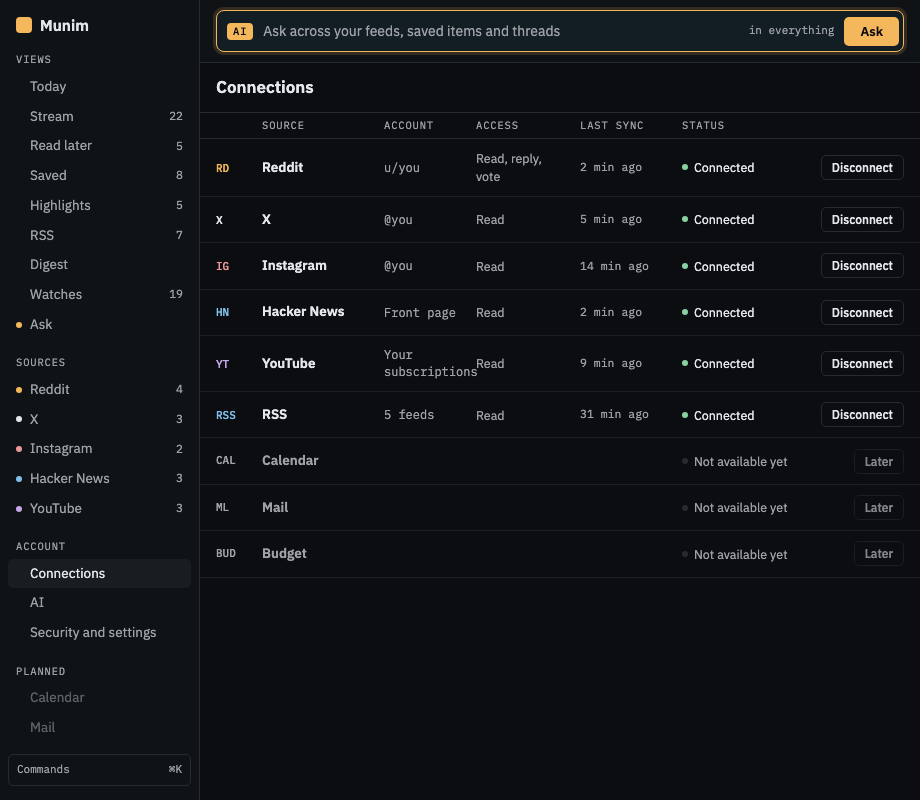 Munim
VIEWS
Today
Stream 22
Read later 5
Saved 8
Highlights 5
RSS 7
Digest
Watches 19
Ask
SOURCES
Reddit 4
X 3
Instagram 2
Hacker News 3
YouTube 3
ACCOUNT
Connections
AI
Security and settings
PLANNED
Calendar
Mail
Commands ⌘K
AI Ask across your feeds, saved items and threads in everything Ask
Connections
SOURCE ACCOUNT ACCESS LAST SYNC STATUS
RD Reddit u/you Read, reply, vote 2 min ago Connected Disconnect
X X @you Read 5 min ago Connected Disconnect
IG Instagram @you Read 14 min ago Connected Disconnect
HN Hacker News Front page Read 2 min ago Connected Disconnect
YT YouTube Your subscriptions Read 9 min ago Connected Disconnect
RSS RSS 5 feeds Read 31 min ago Connected Disconnect
CAL Calendar Not available yet Later
ML Mail Not available yet Later
BUD Budget Not available yet Later